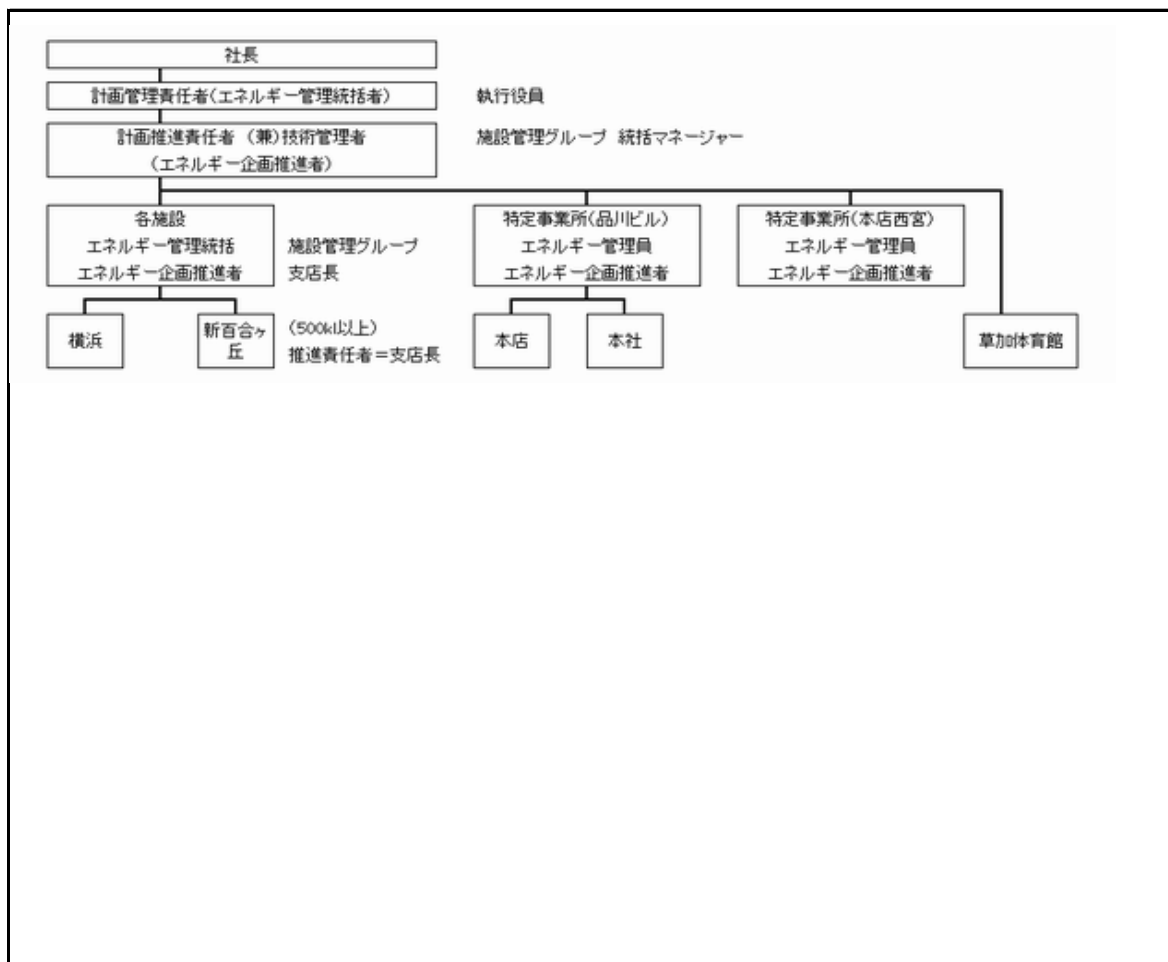 社長
計画管理責任者(エネルギー管理統括者)
執行役員
計画推進責任者 (兼)技術管理者
(エネルギー企画推進者)
施設管理グループ 統括マネージャー
各施設
エネルギー管理統括
エネルギー企画推進者
施設管理グループ
支店長
特定事業所(品川ビル)
エネルギー管理員
エネルギー企画推進者
特定事業所(本店西宮)
エネルギー管理員
エネルギー企画推進者
横浜
新百合ヶ
丘
(500kl以上)
推進責任者=支店長
本店
本社
草加体育館